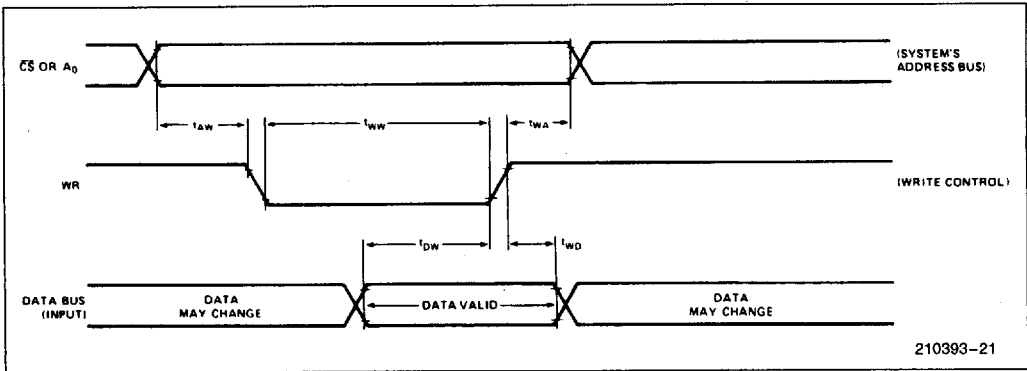 C̅S̅ OR A₀
(SYSTEM'S
ADDRESS BUS)
tAW
tWW
tWA
WR
(WRITE CONTROL)
tDW
tWD
DATA BUS
(INPUT)
DATA
MAY CHANGE
DATA VALID
DATA
MAY CHANGE
210393–21